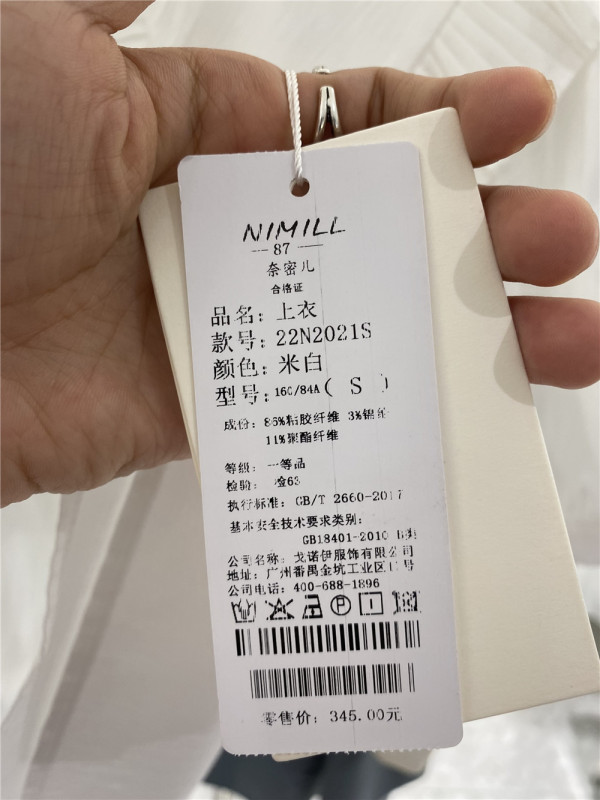 NIMILL
87
奈密儿
合格证
品名：上衣
款号：22N2021S
颜色：米白
型号：160/84A（ S ）
成份：86%粘胶纤维 3%锦纶
11%聚酯纤维
等级：一等品
检验：检63
执行标准：GB/T 2660-2017
基本安全技术要求类别：
GB18401-2010 B类
公司名称：戈诺伊服饰有限公司
地址：广州番禺金坑工业区
公司电话：400-688-1896
零售价：345.00元